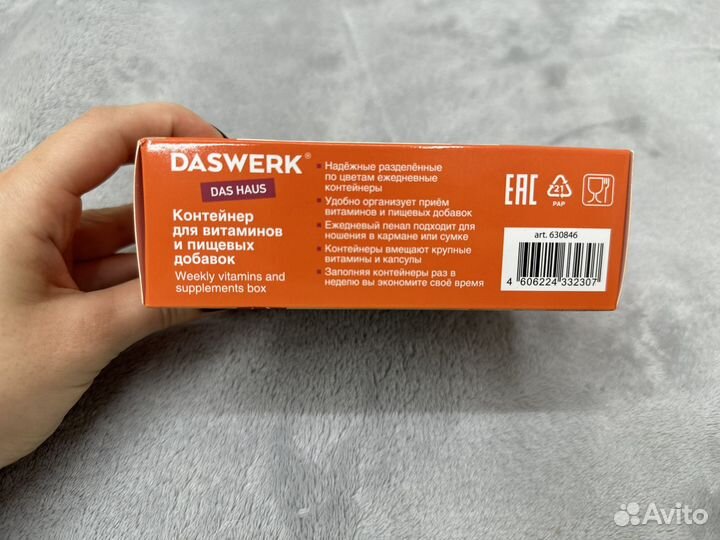 DASWERK®
DAS HAUS
Контейнер
для витаминов
и пищевых
добавок
Weekly vitamins and
supplements box
▪ Надёжные разделённые
по цветам ежедневные
контейнеры
▪ Удобно организует приём
витаминов и пищевых добавок
▪ Ежедневный пенал подходит для
ношения в кармане или сумке
▪ Контейнеры вмещают крупные
витамины и капсулы
▪ Заполняя контейнеры раз в
неделю вы экономите своё время
EAC
21
PAP
art. 630846
4 606224 332307
Avito